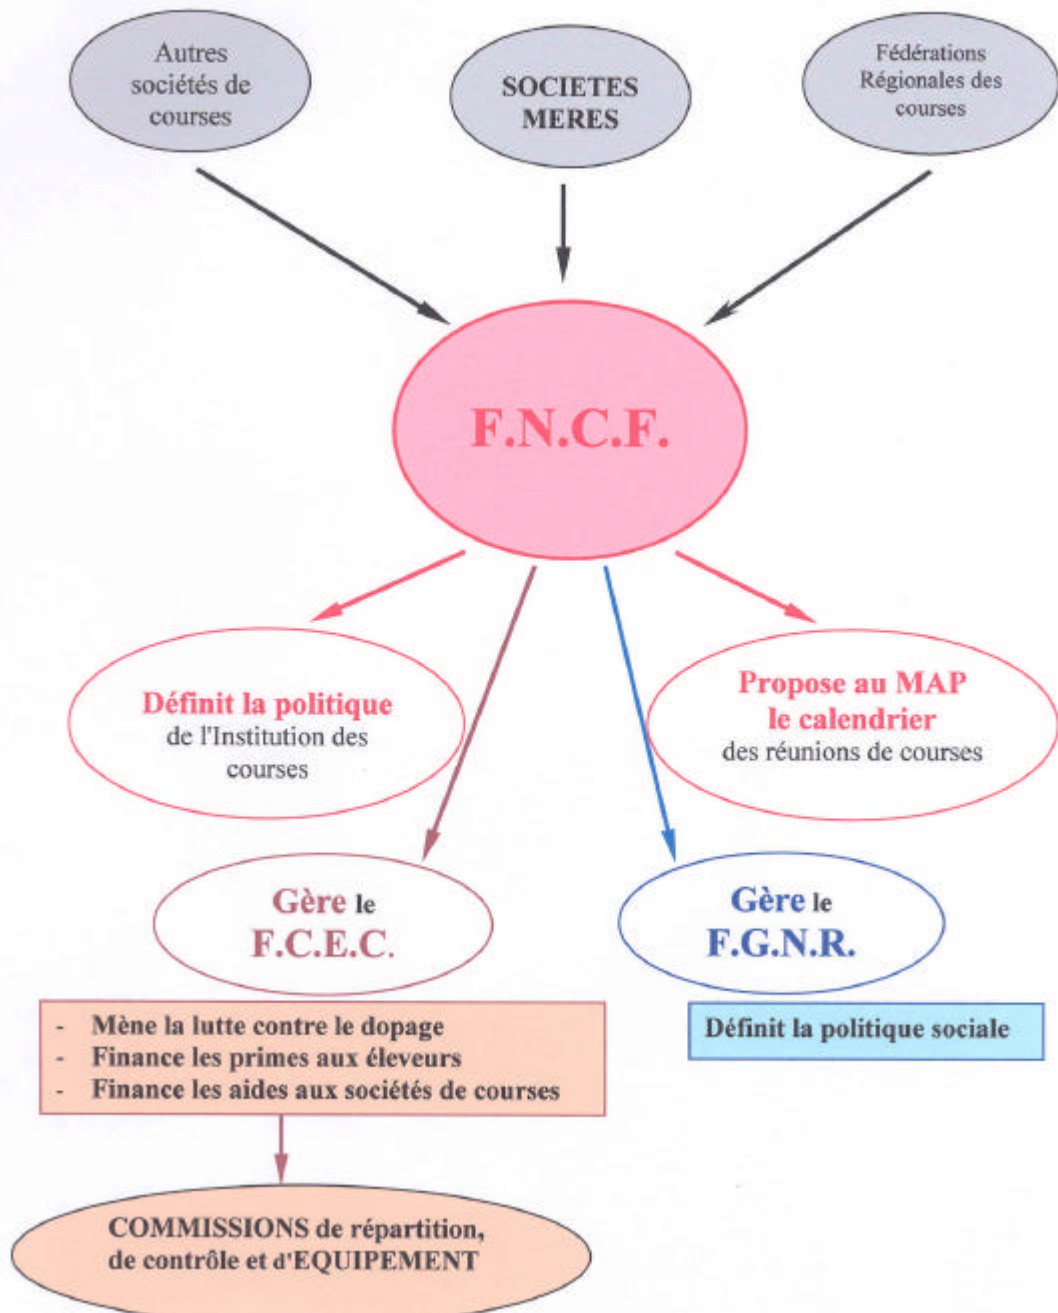 Autres
sociétés de
courses
SOCIETES
MERES
Fédérations
Régionales des
courses
F.N.C.F.
Définit la politique
de l'Institution des
courses
Propose au MAP
le calendrier
des réunions de courses
Gère le
F.C.E.C.
Gère le
F.G.N.R.
- Mène la lutte contre le dopage
- Finance les primes aux éleveurs
- Finance les aides aux sociétés de courses
Définit la politique sociale
COMMISSIONS de répartition,
de contrôle et d'EQUIPEMENT